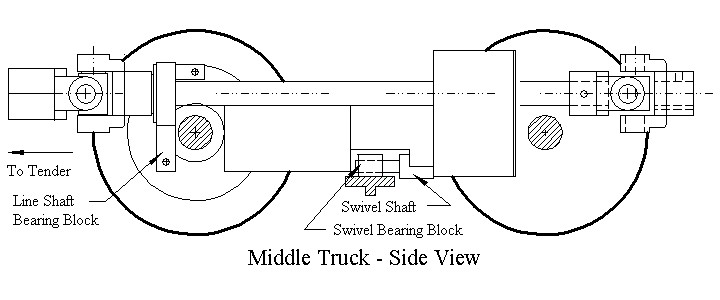 To Tender
Line Shaft
Bearing Block
Swivel Shaft
Swivel Bearing Block
Middle Truck - Side View